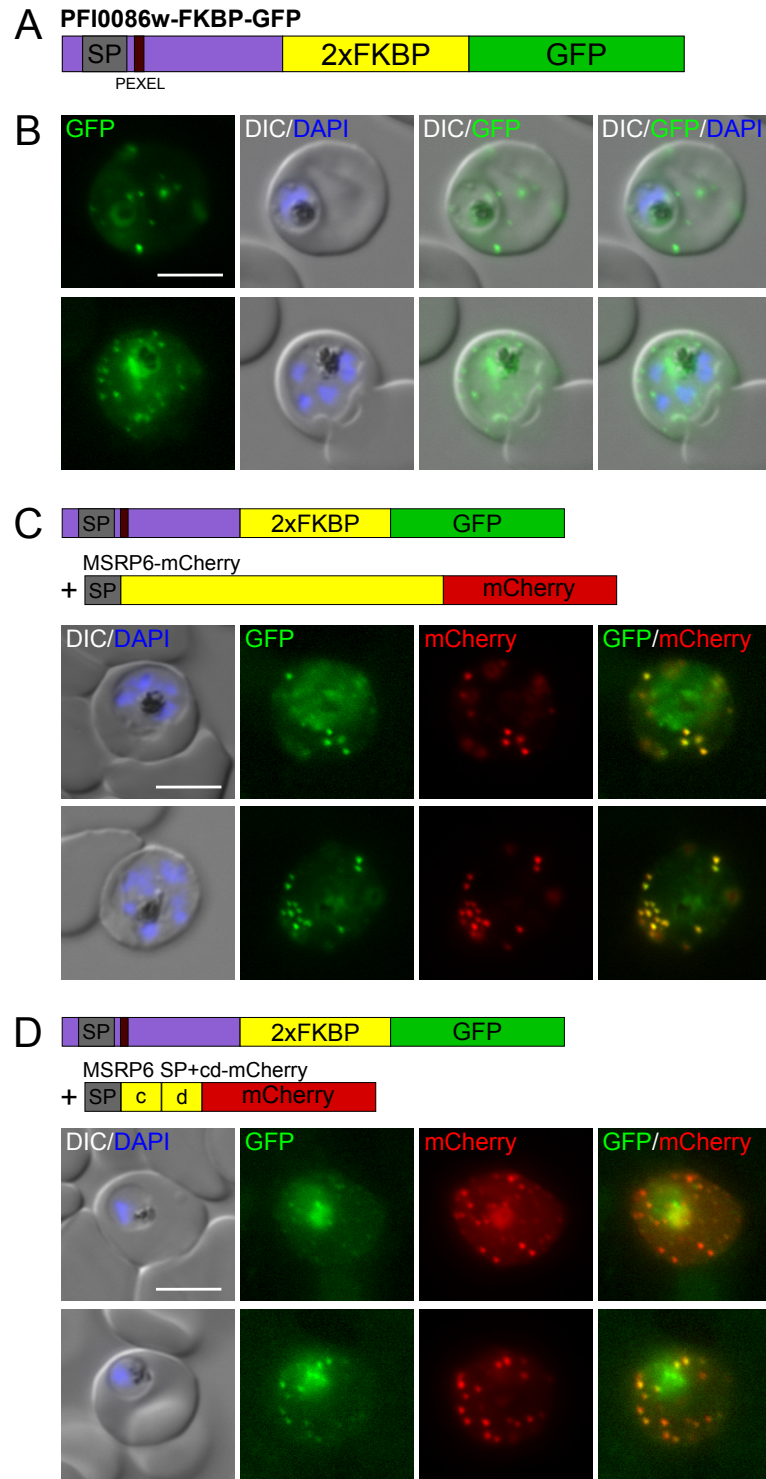 A
PFI0086w-FKBP-GFP
SP 2xFKBP GFP
PEXEL
B
GFP DIC/DAPI DIC/GFP DIC/GFP/DAPI
C
SP 2xFKBP GFP
MSRP6-mCherry
+ SP mCherry
DIC/DAPI GFP mCherry GFP/mCherry
D
SP 2xFKBP GFP
MSRP6 SP+cd-mCherry
+ SP c d mCherry
DIC/DAPI GFP mCherry GFP/mCherry